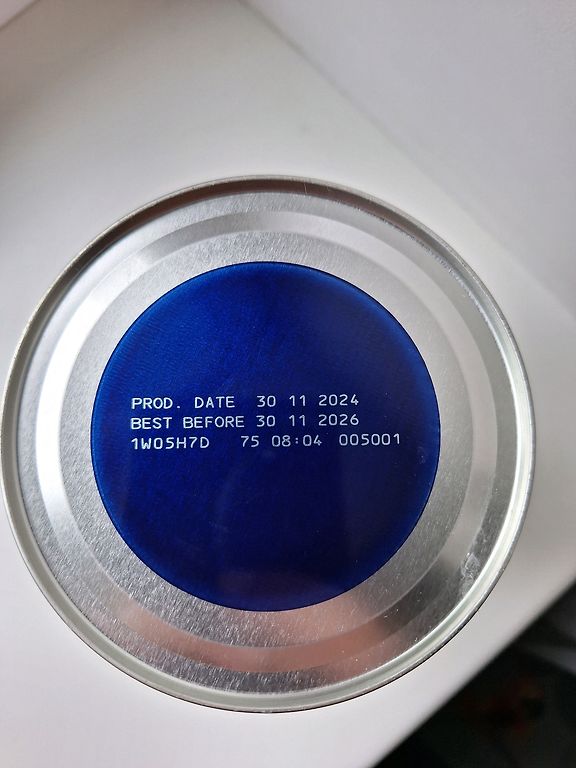 PROD. DATE 30 11 2024
BEST BEFORE 30 11 2026
1W05H7D 75 08:04 005001